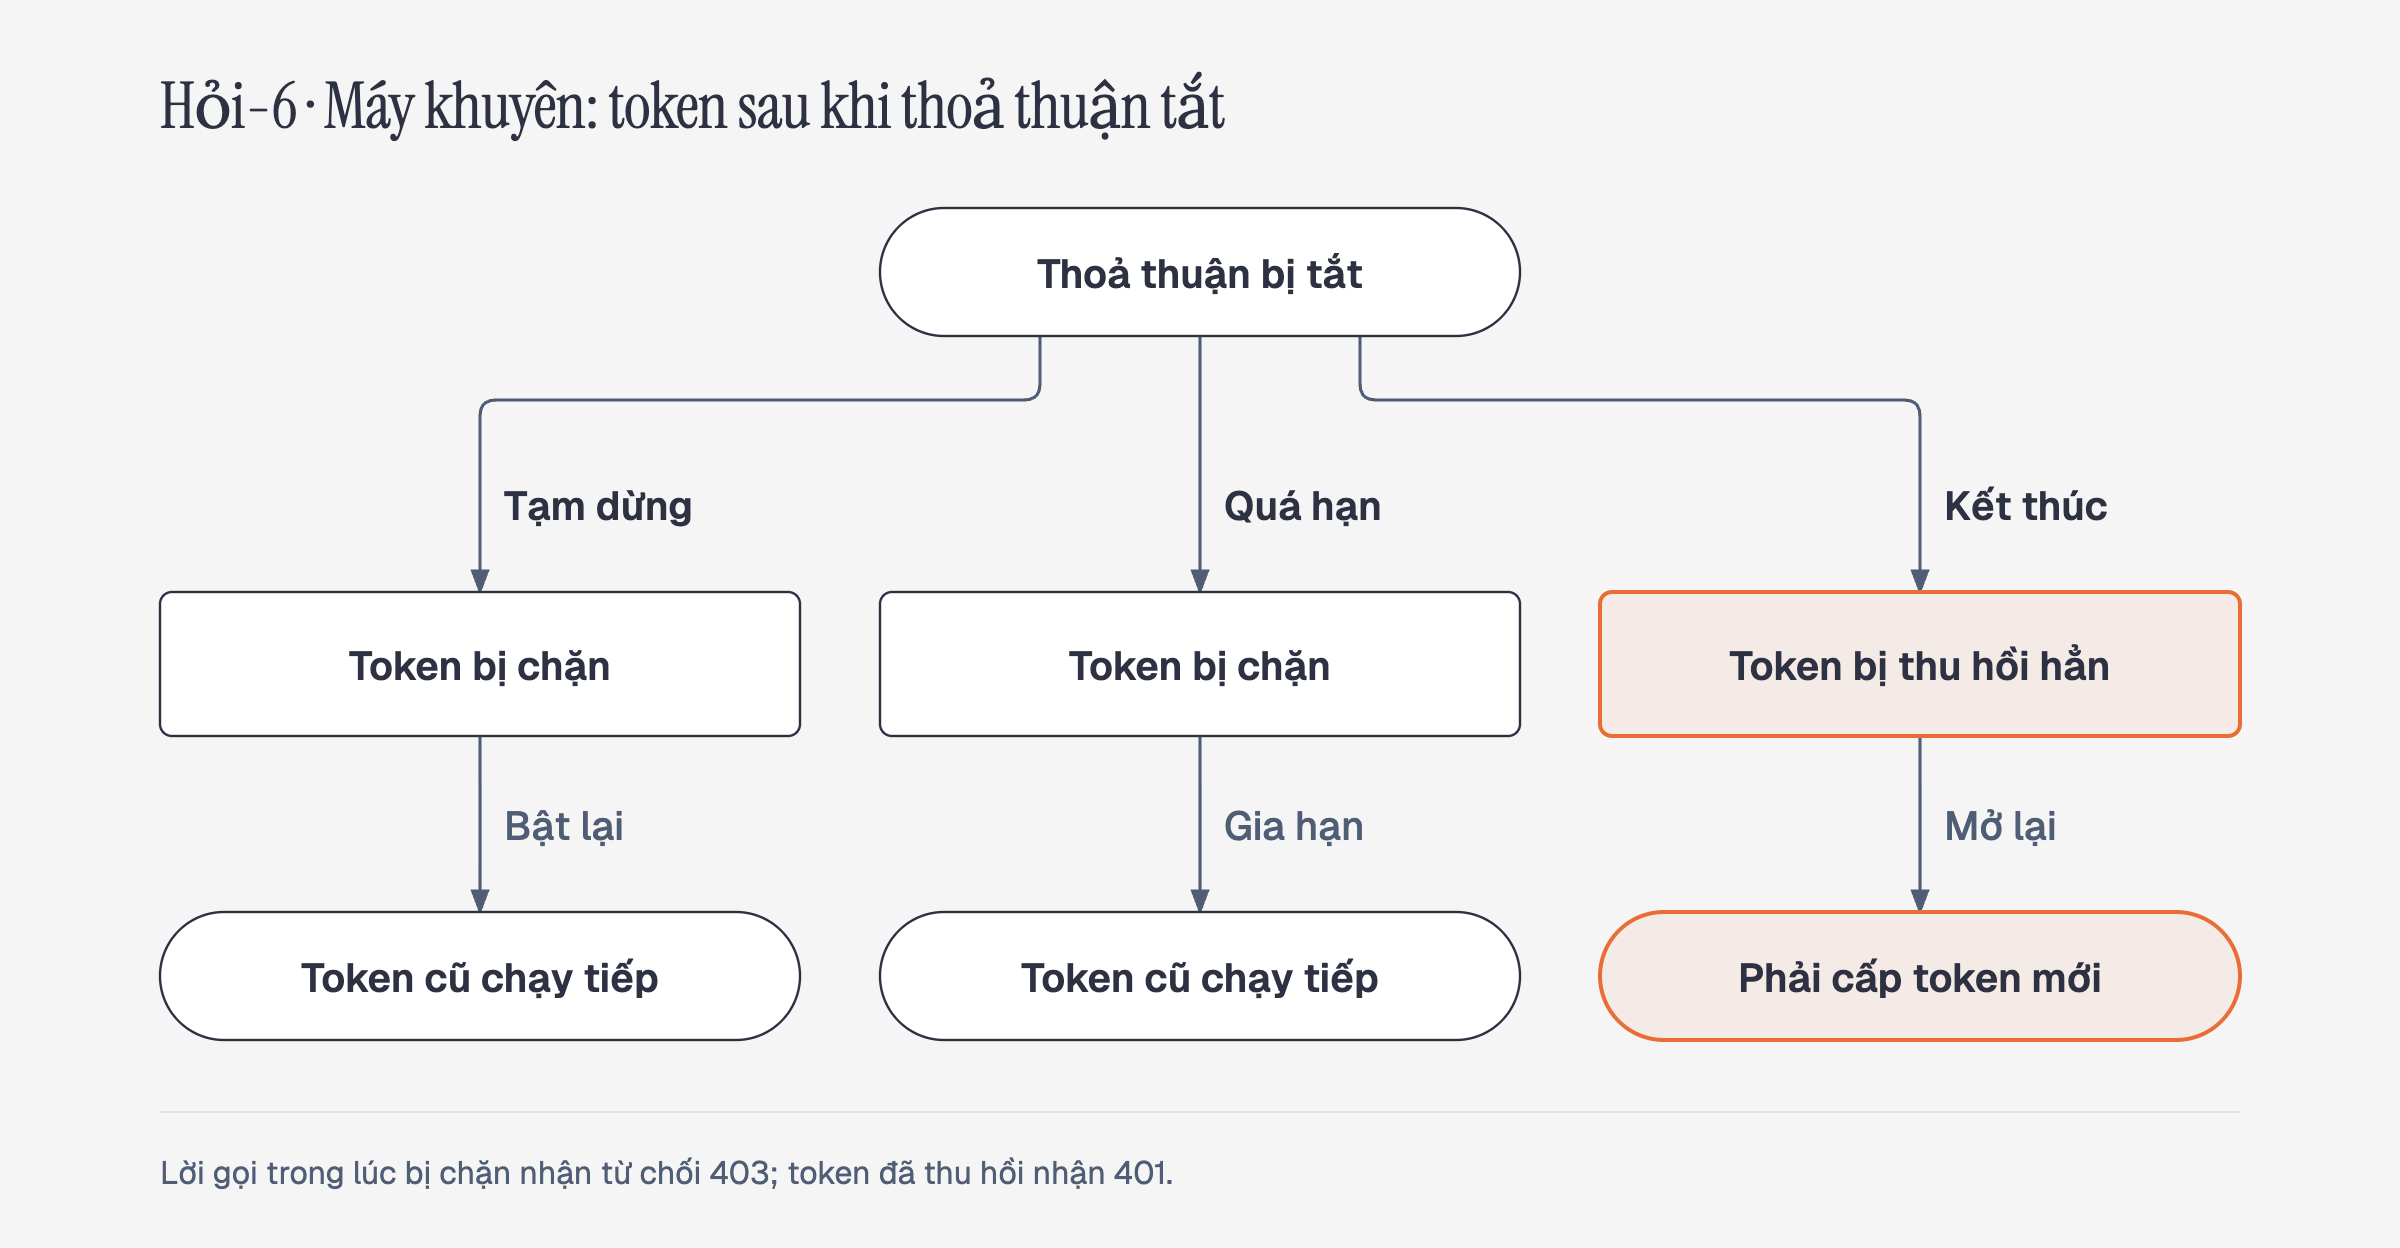 Hỏi-6 · Máy khuyên: token sau khi thoả thuận tắt
Thoả thuận bị tắt
Tạm dừng
Quá hạn
Kết thúc
Token bị chặn
Token bị chặn
Token bị thu hồi hẳn
Bật lại
Gia hạn
Mở lại
Token cũ chạy tiếp
Token cũ chạy tiếp
Phải cấp token mới
Lời gọi trong lúc bị chặn nhận từ chối 403; token đã thu hồi nhận 401.